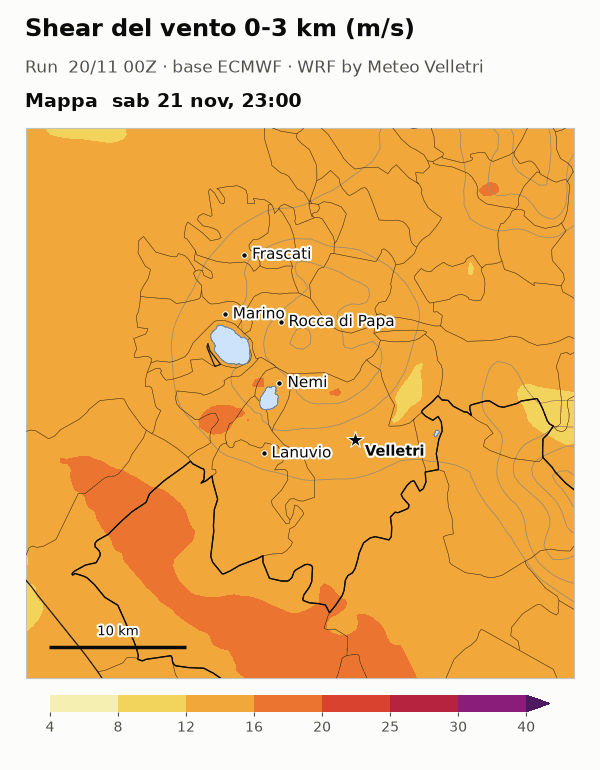 Shear del vento 0-3 km (m/s)
Run  20/11 00Z · base ECMWF · WRF by Meteo Velletri
Mappa  sab 21 nov, 23:00
Frascati
Marino
Rocca di Papa
Nemi
Velletri
Lanuvio
10 km
4 8 12 16 20 25 30 40